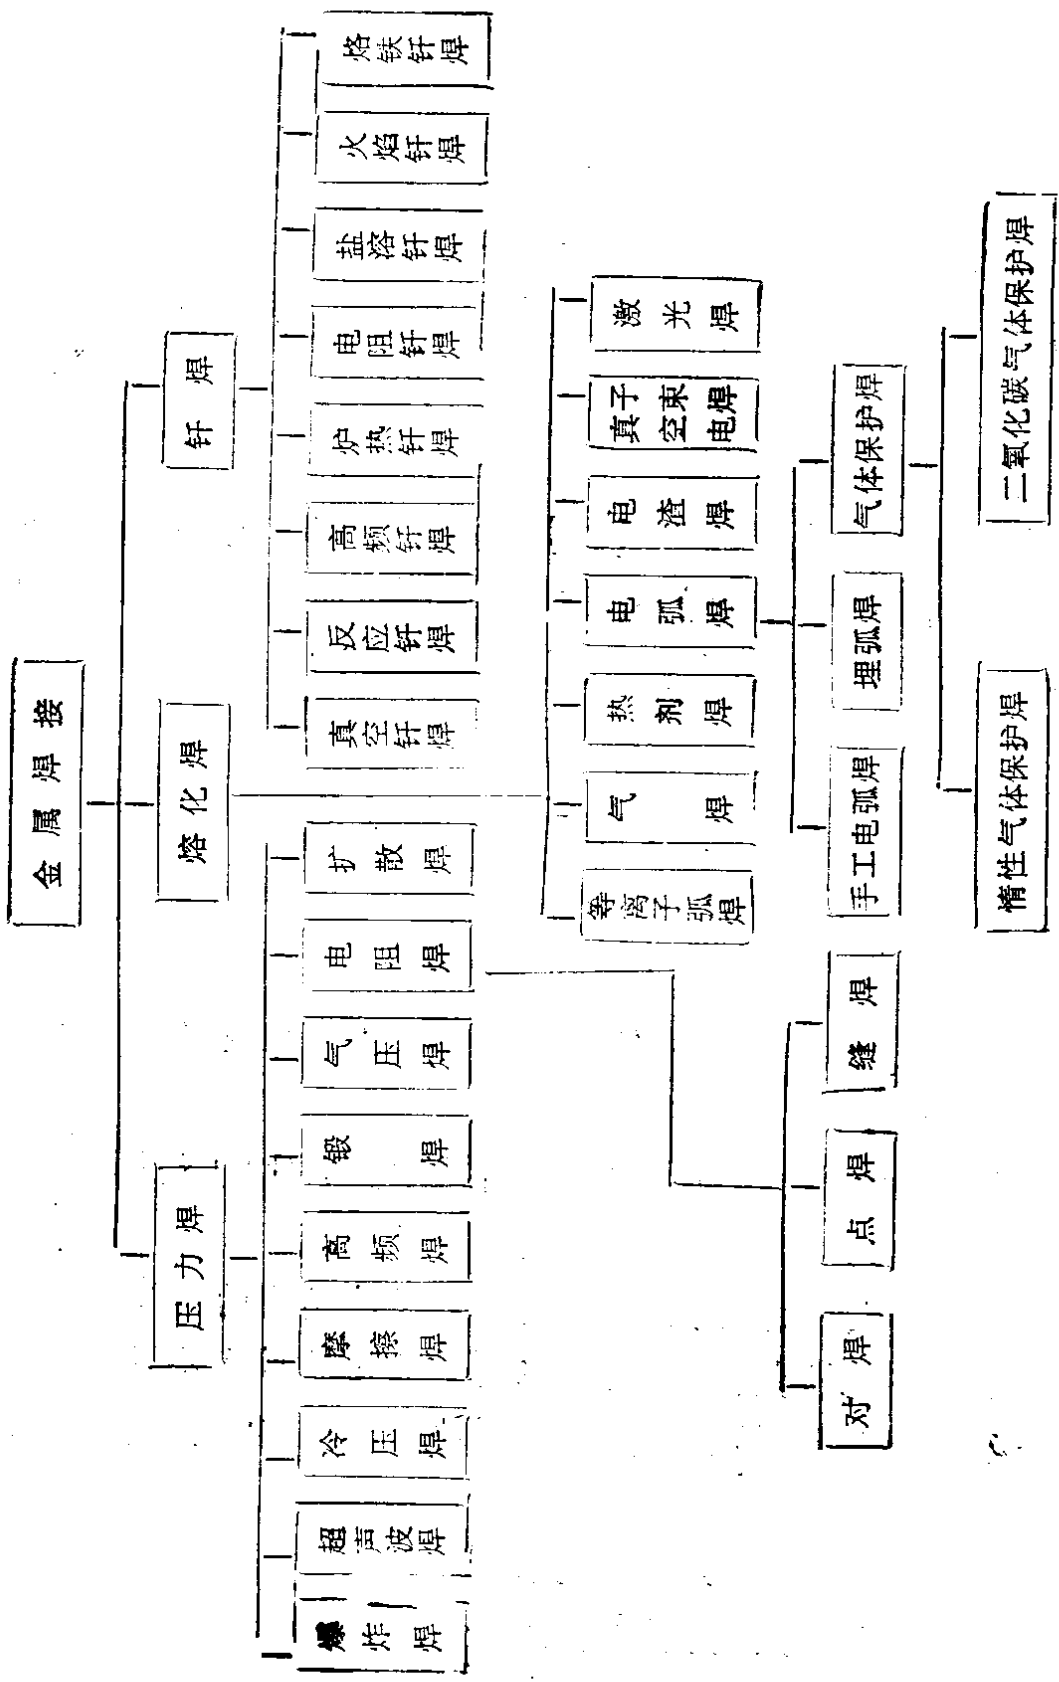 金属焊接
压力焊
熔化焊
钎焊
爆炸焊
超声波焊
冷压焊
摩擦焊
高频焊
锻焊
气压焊
电阻焊
扩散焊
真空钎焊
反应钎焊
高频钎焊
炉热钎焊
电阻钎焊
盐溶钎焊
火焰钎焊
烙铁钎焊
等离子弧焊
气焊
热剂焊
电弧焊
电渣焊
真空电子束焊
激光焊
对焊
点焊
缝焊
手工电弧焊
埋弧焊
气体保护焊
惰性气体保护焊
二氧化碳气体保护焊